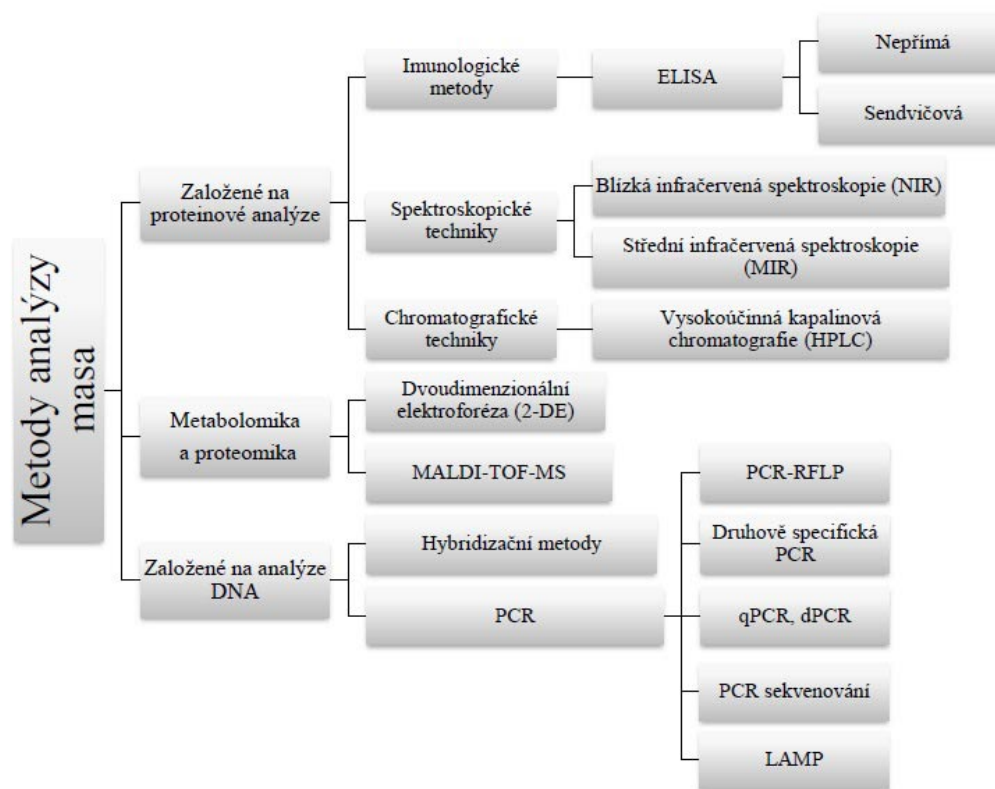 Metody analýzy
masa
Založené na
proteinové analýze
Imunologické
metody
ELISA
Nepřímá
Sendvičová
Spektroskopické
techniky
Blízká infračervená spektroskopie (NIR)
Střední infračervená spektroskopie
(MIR)
Chromatografické
techniky
Vysokoúčinná kapalinová
chromatografie (HPLC)
Metabolomika
a proteomika
Dvoudimenzionální
elektroforéza (2-DE)
MALDI-TOF-MS
Založené na analýze
DNA
Hybridizační metody
PCR
PCR-RFLP
Druhově specifická
PCR
qPCR, dPCR
PCR sekvenování
LAMP